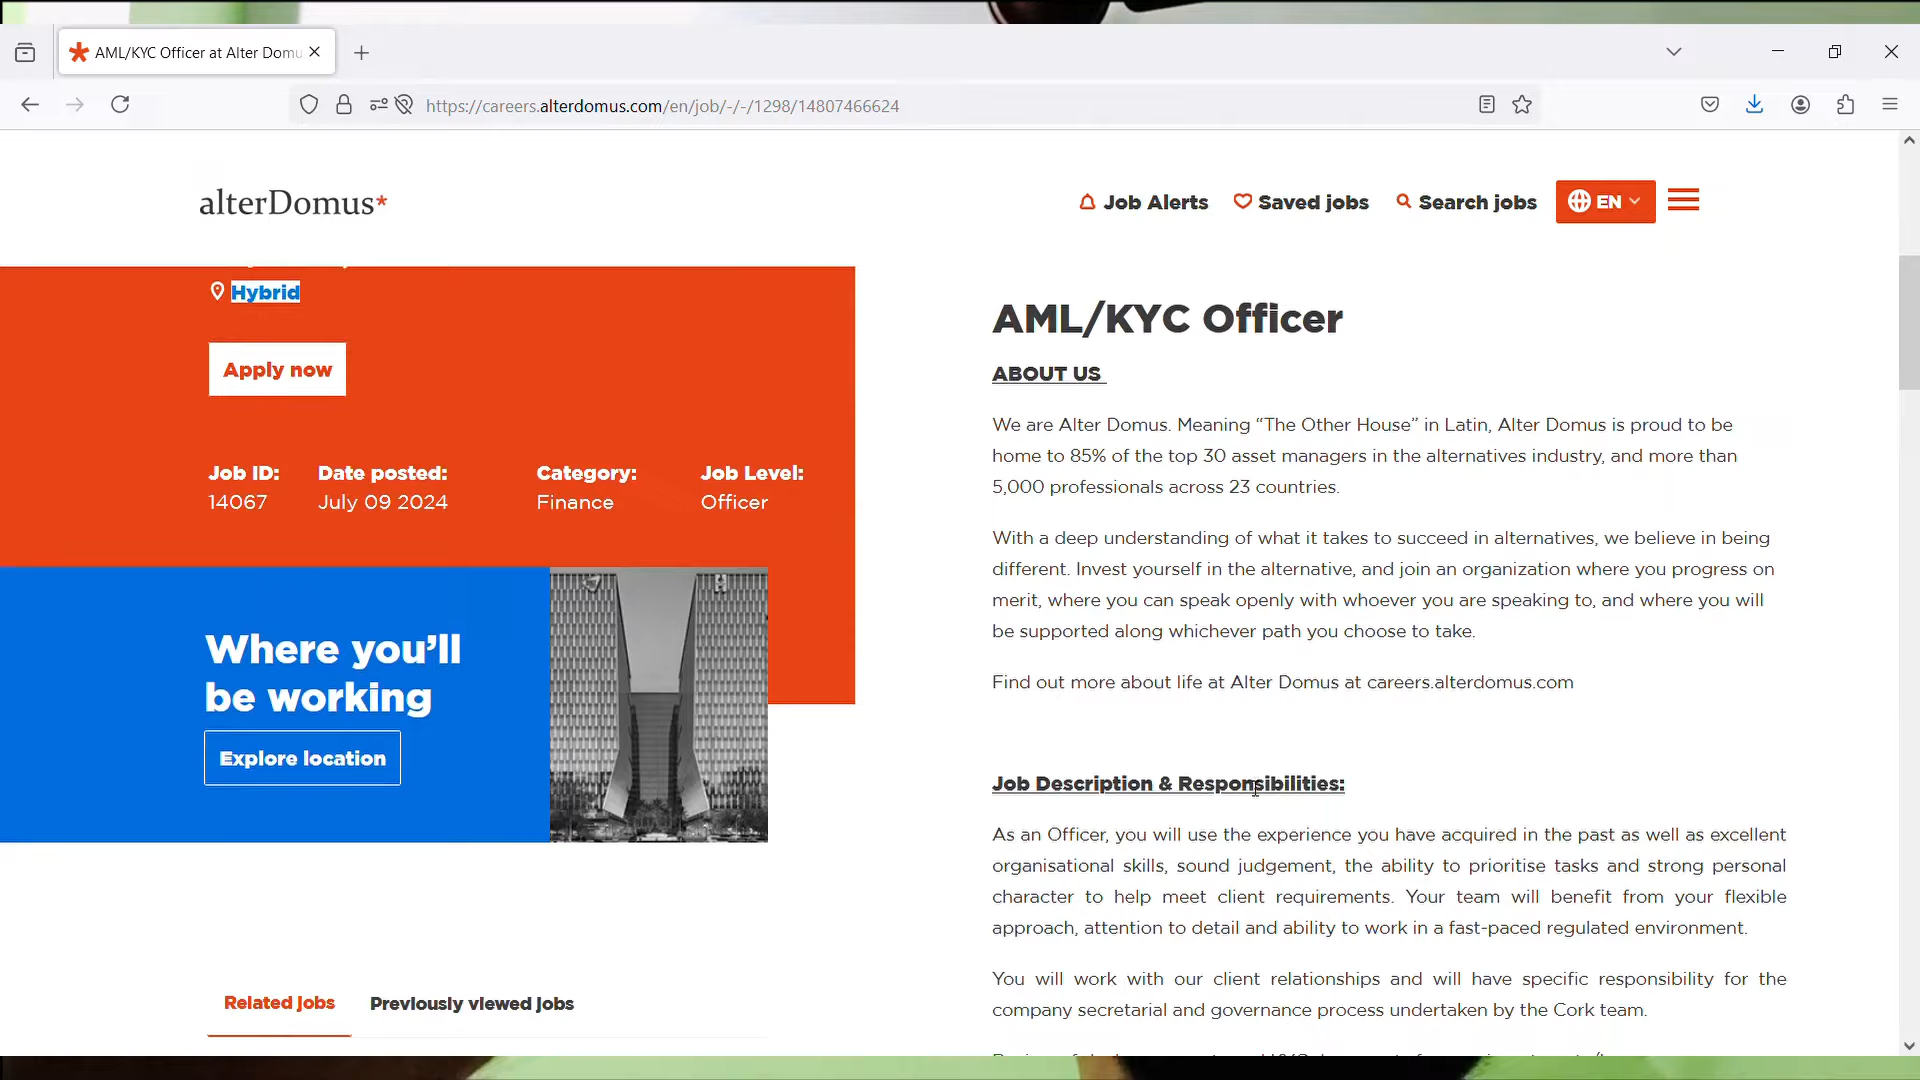 AML/KYC Officer at Alter Domu
https://careers.alterdomus.com/en/job/-/-/1298/14807466624
alterDomus*
Job Alerts
Saved jobs
Search jobs
EN
Hybrid
Apply now
Job ID:
14067
Date posted:
July 09 2024
Category:
Finance
Job Level:
Officer
Where you’ll
be working
Explore location
Related jobs
Previously viewed jobs
AML/KYC Officer
ABOUT US
We are Alter Domus. Meaning “The Other House” in Latin, Alter Domus is proud to be
home to 85% of the top 30 asset managers in the alternatives industry, and more than
5,000 professionals across 23 countries.
With a deep understanding of what it takes to succeed in alternatives, we believe in being
different. Invest yourself in the alternative, and join an organization where you progress on
merit, where you can speak openly with whoever you are speaking to, and where you will
be supported along whichever path you choose to take.
Find out more about life at Alter Domus at careers.alterdomus.com
Job Description & Responsibilities:
As an Officer, you will use the experience you have acquired in the past as well as excellent
organisational skills, sound judgement, the ability to prioritise tasks and strong personal
character to help meet client requirements. Your team will benefit from your flexible
approach, attention to detail and ability to work in a fast-paced regulated environment.
You will work with our client relationships and will have specific responsibility for the
company secretarial and governance process undertaken by the Cork team.